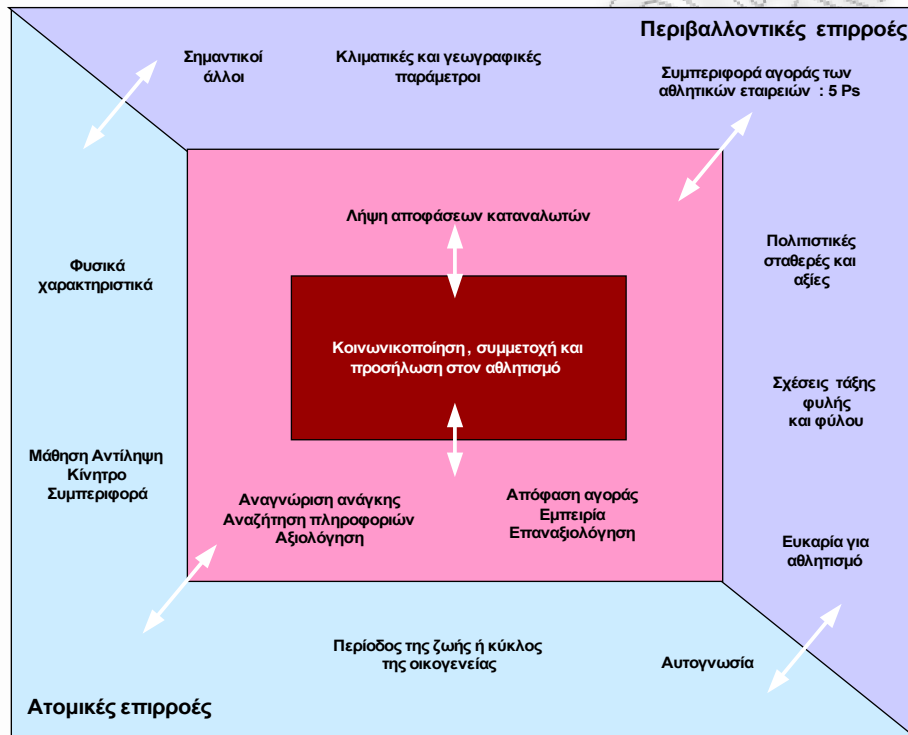 Περιβαλλοντικές επιρροές
Σημαντικοί
άλλοι
Κλιματικές και γεωγραφικές
παράμετροι
Συμπεριφορά αγοράς των
αθλητικών εταιρειών : 5 Ps
Λήψη αποφάσεων καταναλωτών
Φυσικά
χαρακτηριστικά
Πολιτιστικές
σταθερές και
αξίες
Κοινωνικοποίηση, συμμετοχή και
προσήλωση στον αθλητισμό
Σχέσεις τάξης
φυλής
και φύλου
Μάθηση Αντίληψη
Κίνητρο
Συμπεριφορά
Αναγνώριση ανάγκης
Αναζήτηση πληροφοριών
Αξιολόγηση
Απόφαση αγοράς
Εμπειρία
Επαναξιολόγηση
Ευκαρία για
αθλητισμό
Περίοδος της ζωής ή κύκλος
της οικογενείας
Αυτογνωσία
Ατομικές επιρροές